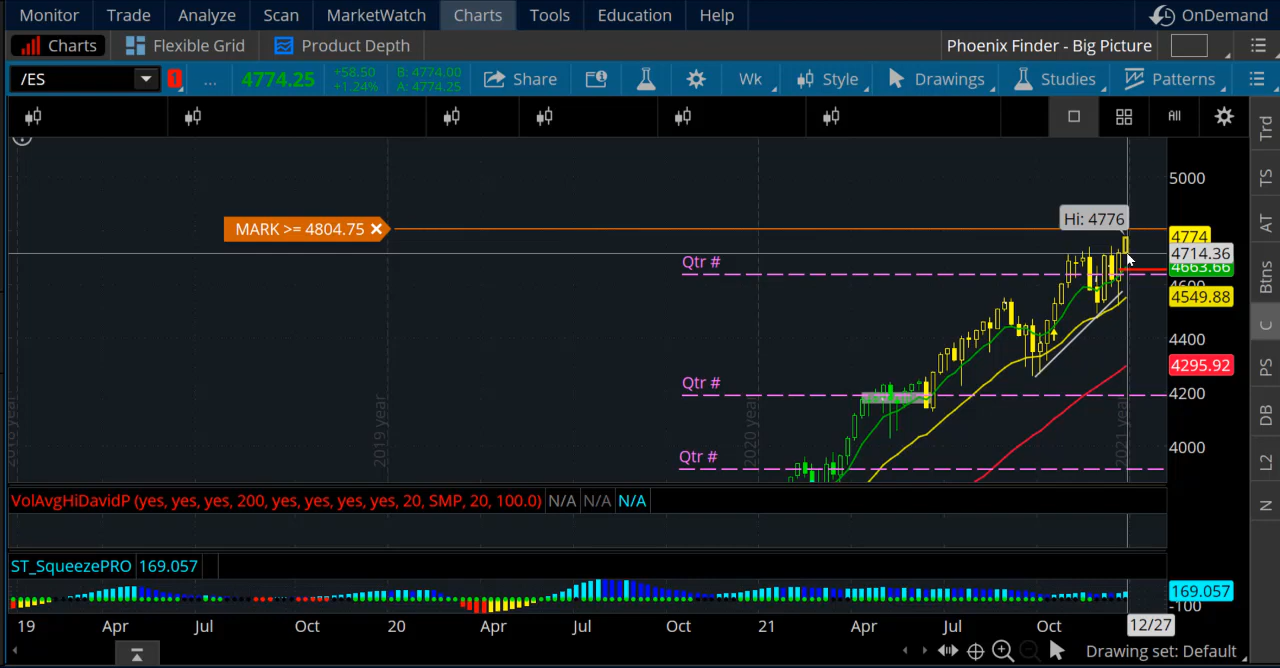 Monitor Trade Analyze Scan MarketWatch Charts Tools Education Help OnDemand
Charts Flexible Grid Product Depth Phoenix Finder - Big Picture
/ES 1 ... 4774.25 +58.50 B: 4774.00 Share Wk Style Drawings Studies Patterns
+1.24% A: 4774.25
All
Trd
TS
AT
Btns
C
PS
DB
L2
N
5000
Hi: 4776
MARK >= 4804.75 ×
4774
4714.36
4663.66
Qtr #
4600
4549.88
4400
4295.92
Qtr #
4200
4000
Qtr #
2019 year
2020 year
2021 year
VolAvgHiDavidP (yes, yes, yes, 200, yes, yes, yes, yes, 20, SMP, 20, 100.0) N/A N/A N/A
ST_SqueezePRO 169.057
169.057
-100
19 Apr Jul Oct 20 Apr Jul Oct 21 Apr Jul Oct 12/27
Drawing set: Default